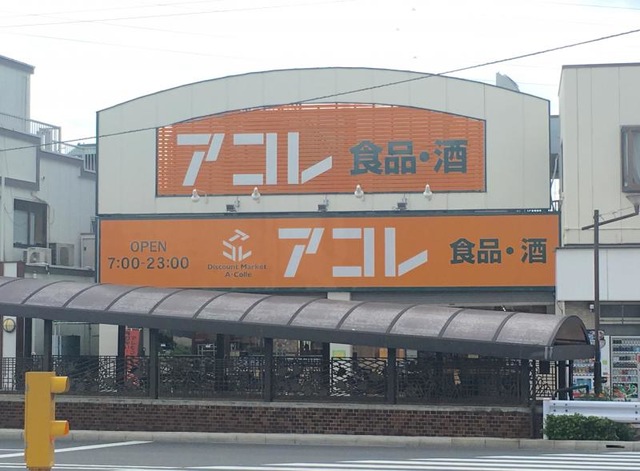 アコレ 食品・酒
OPEN
7:00-23:00
Discount Market
A・Colle
アコレ 食品・酒